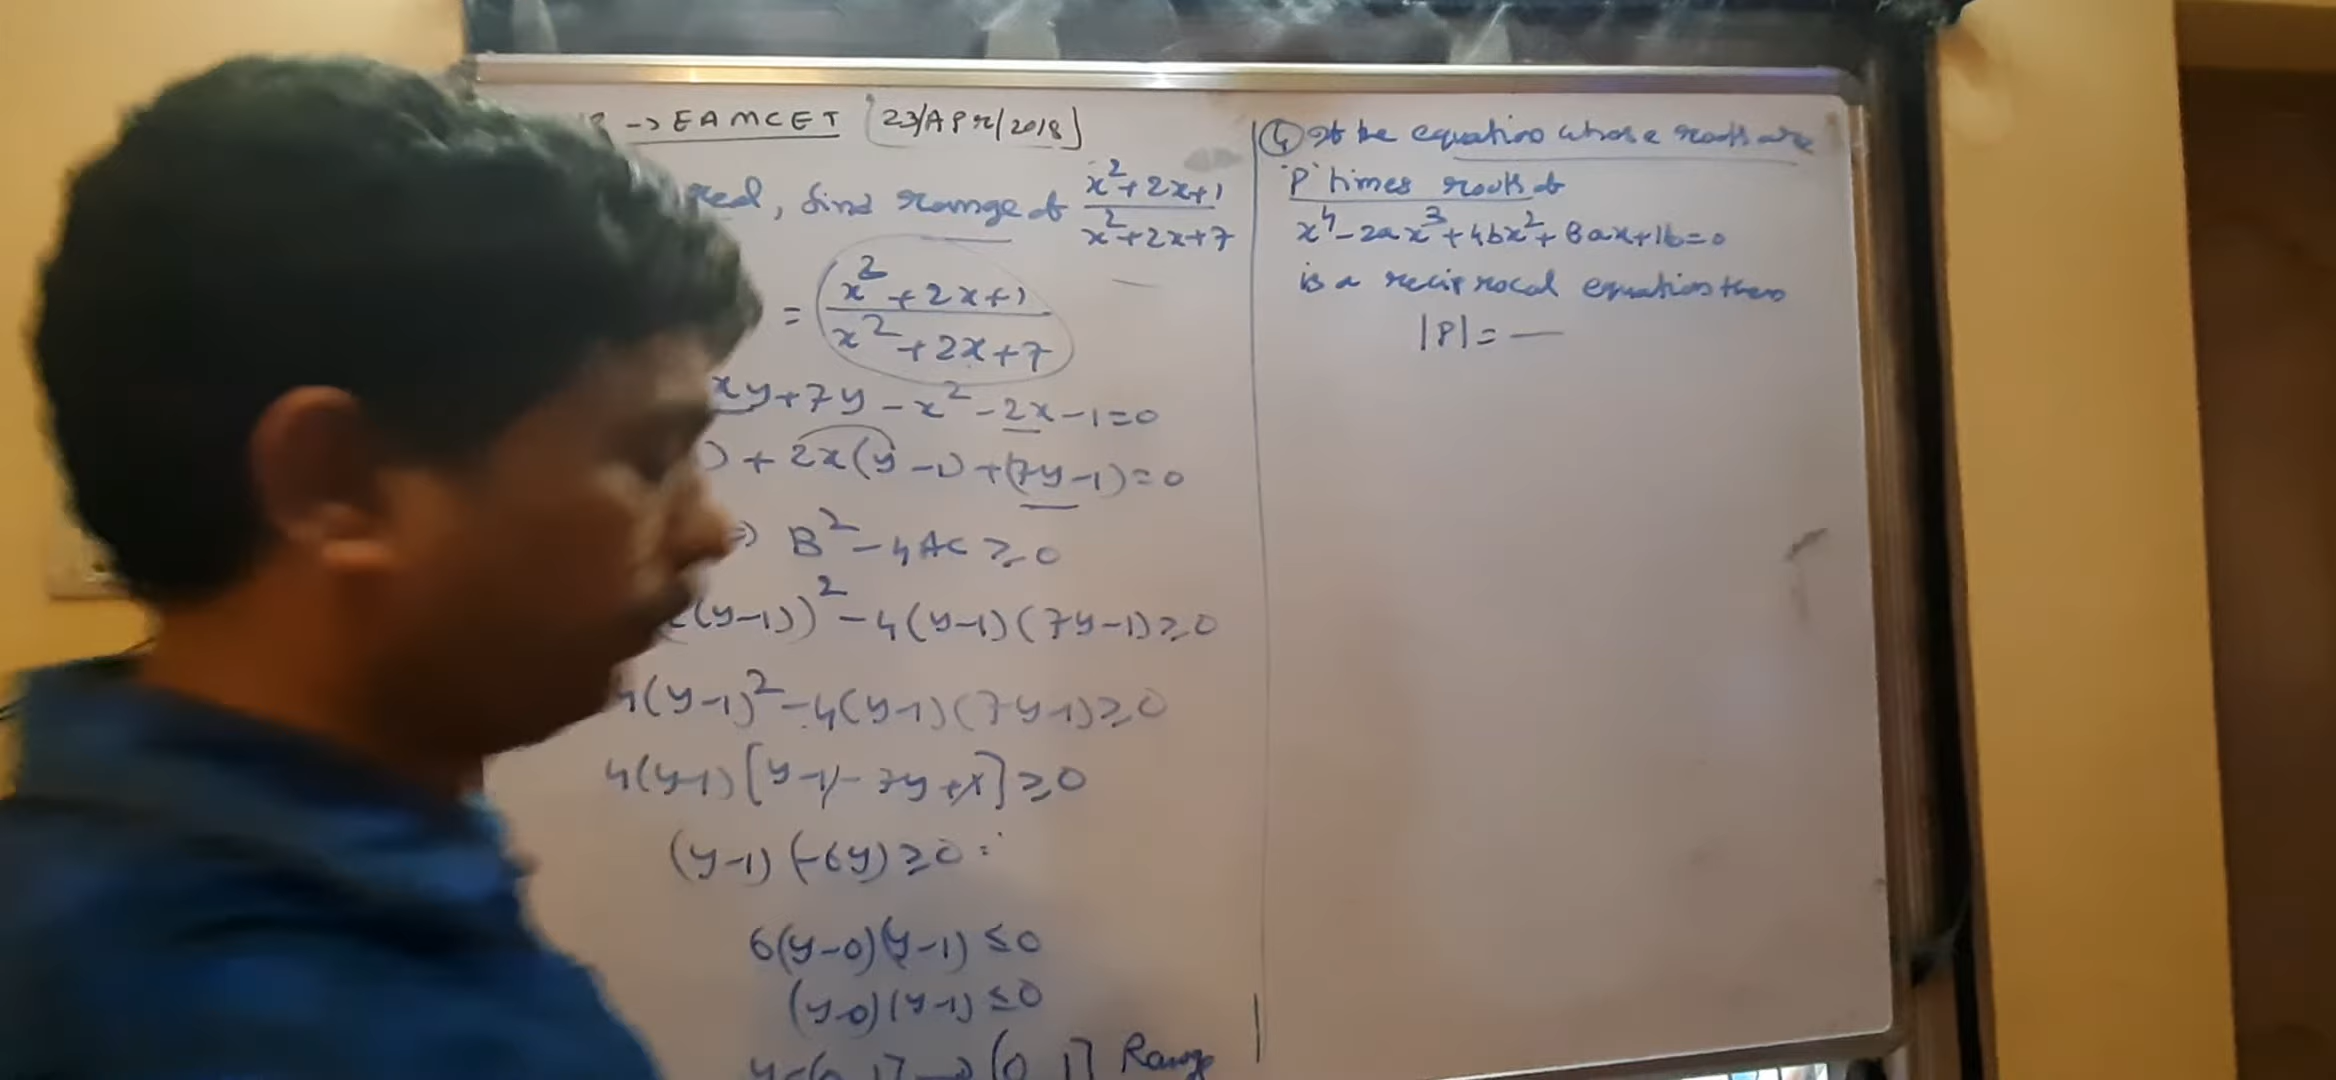 -> EAMCET [23/APR/2018]
real, find range of x²+2x+1 / x²+2x+7
= x²+2x+1 / x²+2x+7
xy+7y-x²-2x-1=0
)+2x(y-1)+(7y-1)=0
⇒ B²-4AC≥0
(y-1))²-4(y-1)(7y-1)≥0
4(y-1)²-4(y-1)(7y-1)≥0
4(y-1)[y-1-7y+1]≥0
(y-1)(-6y)≥0
6(y-0)(y-1)≤0
(y-0)(y-1)≤0
Range
④ If the equation whose roots are
'P' times roots of
x⁴-2ax³+4bx²+8ax+16=0
is a reciprocal equation then
|P|=—